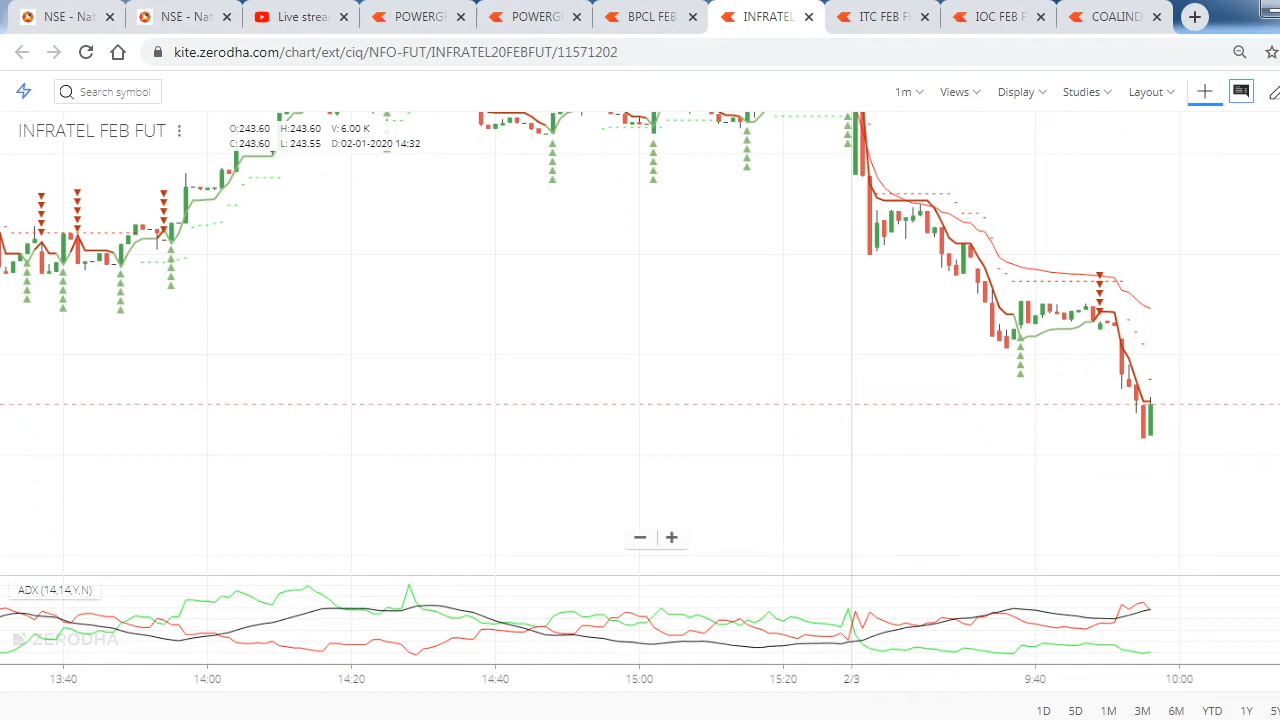 NSE - Nat
NSE - Nat
Live strea
POWERG
POWERG
BPCL FEB
INFRATEL
ITC FEB F
IOC FEB F
COALIND
kite.zerodha.com/chart/ext/ciq/NFO-FUT/INFRATEL20FEBFUT/11571202
Search symbol
1m
Views
Display
Studies
Layout
INFRATEL FEB FUT
O:243.60 H:243.60 V:6.00 K
C:243.60 L: 243.55 D:02-01-2020 14:32
ADX (14,14,Y,N)
ZERODHA
13:40 14:00 14:20 14:40 15:00 15:20 2/3 9:40 10:00
1D 5D 1M 3M 6M YTD 1Y 5Y